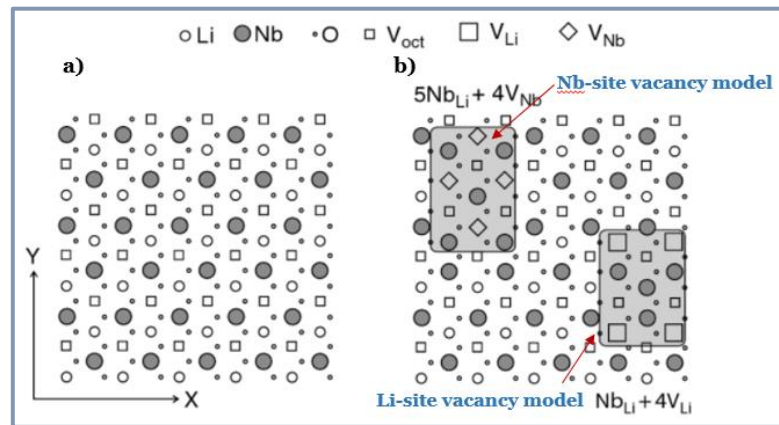 Li Nb O V_oct V_Li V_Nb
a)
b)
Nb-site vacancy model
5Nb_Li + 4V_Nb
Y
X
Li-site vacancy model
Nb_Li + 4V_Li